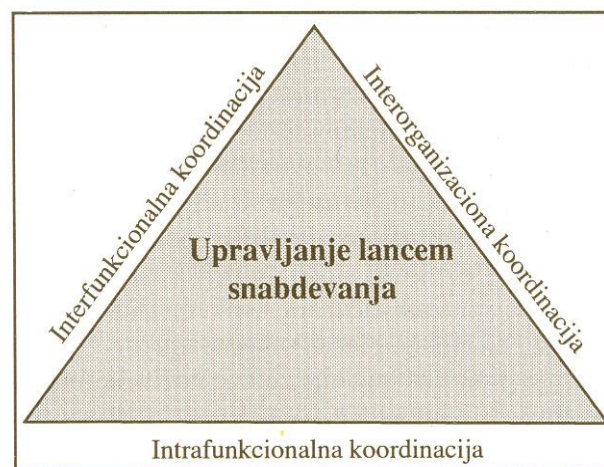 Interfunkcionalna koordinacija
Interorganizaciona koordinacija
Upravljanje lancem
snabdevanja
Intrafunkcionalna koordinacija